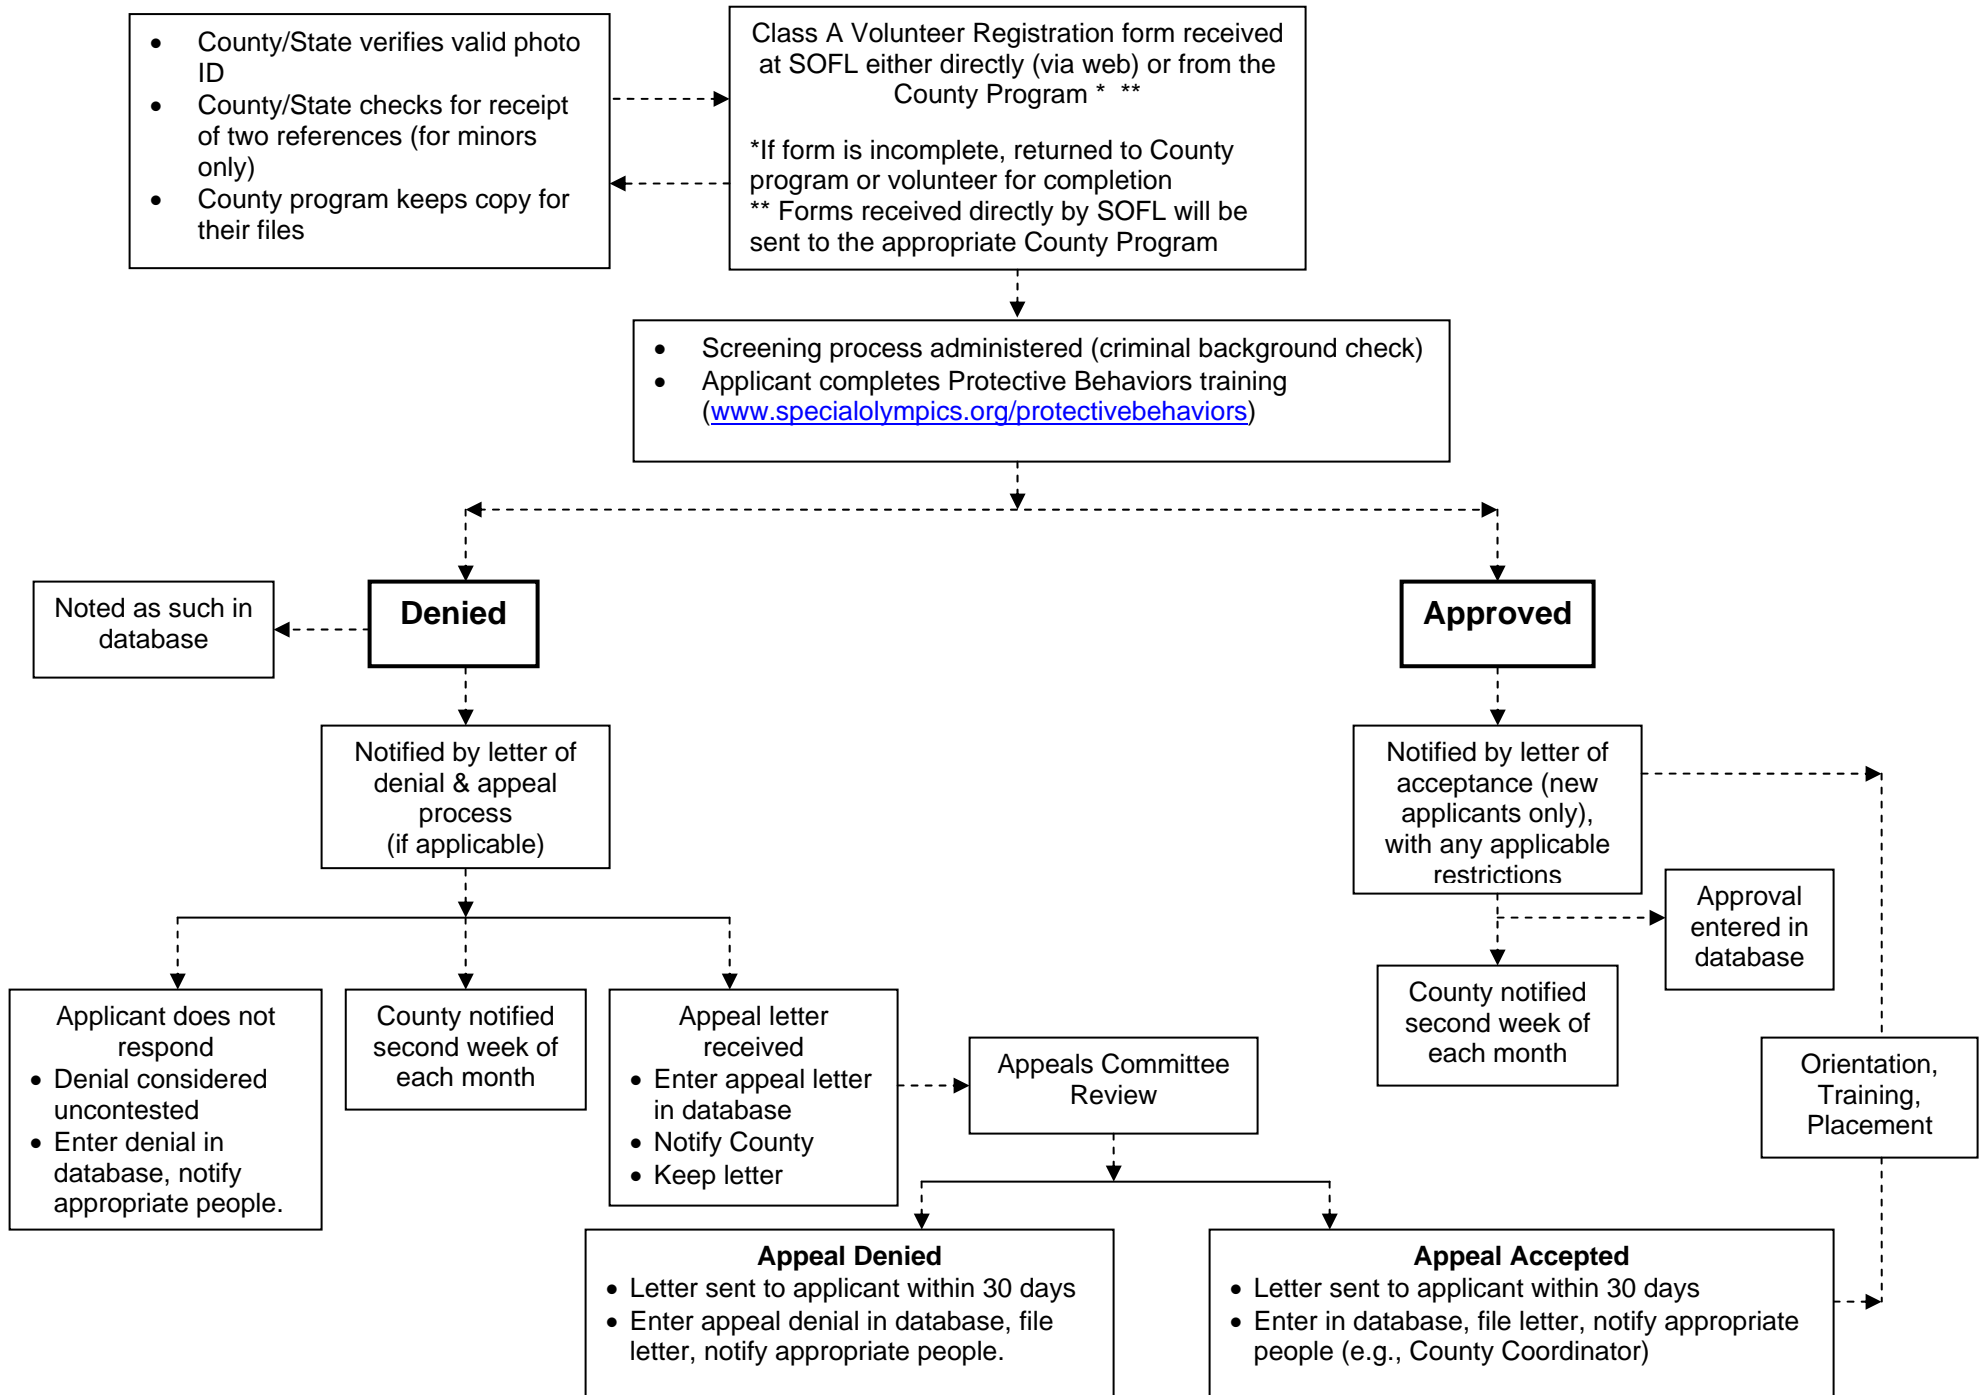 • County/State verifies valid photo
ID
• County/State checks for receipt
of two references (for minors
only)
• County program keeps copy for
their files
Class A Volunteer Registration form received
at SOFL either directly (via web) or from the
County Program * **
*If form is incomplete, returned to County
program or volunteer for completion
** Forms received directly by SOFL will be
sent to the appropriate County Program
• Screening process administered (criminal background check)
• Applicant completes Protective Behaviors training
(www.specialolympics.org/protectivebehaviors)
Noted as such in
database
Denied
Approved
Notified by letter of
denial & appeal
process
(if applicable)
Notified by letter of
acceptance (new
applicants only),
with any applicable
restrictions
Approval
entered in
database
Applicant does not
respond
• Denial considered
uncontested
• Enter denial in
database, notify
appropriate people.
County notified
second week of
each month
Appeal letter
received
• Enter appeal letter
in database
• Notify County
• Keep letter
Appeals Committee
Review
County notified
second week of
each month
Orientation,
Training,
Placement
Appeal Denied
• Letter sent to applicant within 30 days
• Enter appeal denial in database, file
letter, notify appropriate people.
Appeal Accepted
• Letter sent to applicant within 30 days
• Enter in database, file letter, notify appropriate
people (e.g., County Coordinator)